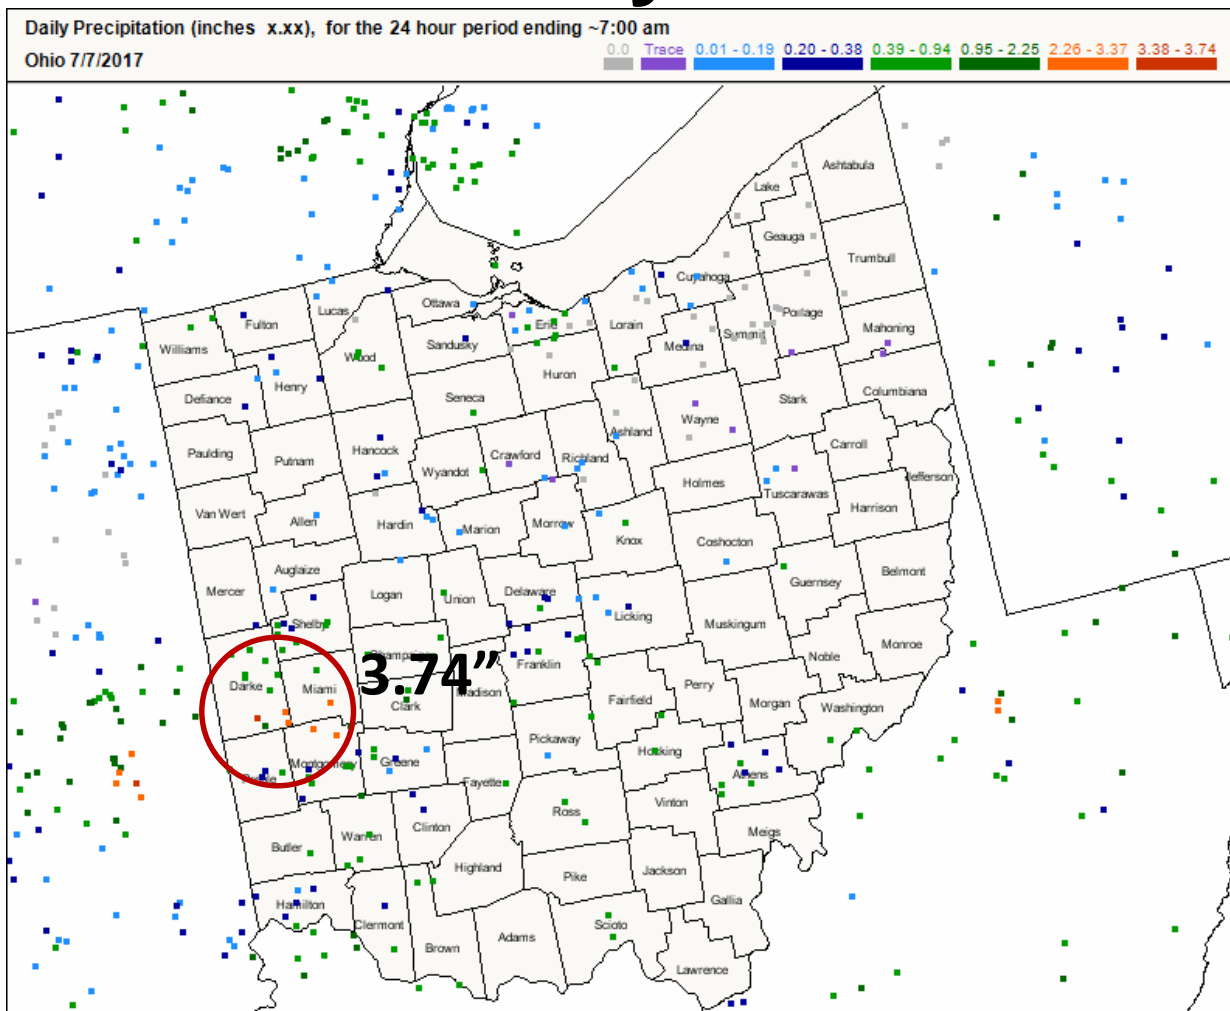 Daily Precipitation (inches x.xx), for the 24 hour period ending ~7:00 am
Ohio 7/7/2017
0.0 Trace 0.01 - 0.19 0.20 - 0.38 0.39 - 0.94 0.95 - 2.25 2.26 - 3.37 3.38 - 3.74
Ashtabula
Lake
Geauga
Trumbull
Cuyahoga
Ottawa
Lucas
Portage
Fulton
Erie
Lorain
Mahoning
Summit
Williams
Wood
Sandusky
Medina
Huron
Henry
Columbiana
Defiance
Seneca
Stark
Wayne
Ashland
Carroll
Hancock
Paulding
Putnam
Crawford
Richland
Wyandot
Jefferson
Holmes
Tuscarawas
Harrison
Van Wert
Allen
Hardin
Marion
Morrow
Knox
Coshocton
Auglaize
Belmont
Guernsey
Mercer
Logan
Union
Delaware
Licking
Shelby
Muskingum
Monroe
Champaign
Noble
Franklin
3.74”
Darke
Miami
Madison
Perry
Clark
Fairfield
Morgan
Washington
Pickaway
Hocking
Montgomery
Greene
Athens
Preble
Fayette
Vinton
Ross
Clinton
Meigs
Warren
Butler
Highland
Jackson
Pike
Gallia
Hamilton
Clermont
Scioto
Adams
Brown
Lawrence